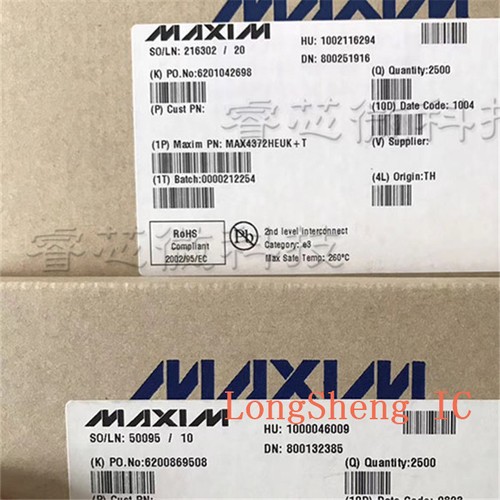 MAXIM
MAXIM HU: 1002116294
SO/LN: 216302 / 20 DN: 800251916
(K) PO.No:6201042698 (Q) Quantity:2500
(P) Cust PN: (10D) Date Code: 1004
(1P) Maxim PN: MAX4372HEUK+T (V) Supplier:
(1T) Batch:0000212254 (4L) Origin:TH
睿芯微科技
RoHS
Compliant
2002/95/EC
Pb
2nd level interconnect
Category: e3
Max Safe Temp: 260°C
睿芯微科技
MAXIM
MAXIM LongSheng IC
HU: 1000046009
SO/LN: 50095 / 10 DN: 800132385
(K) PO.No:6200869508 (Q) Quantity:2500
(P) Cust PN: